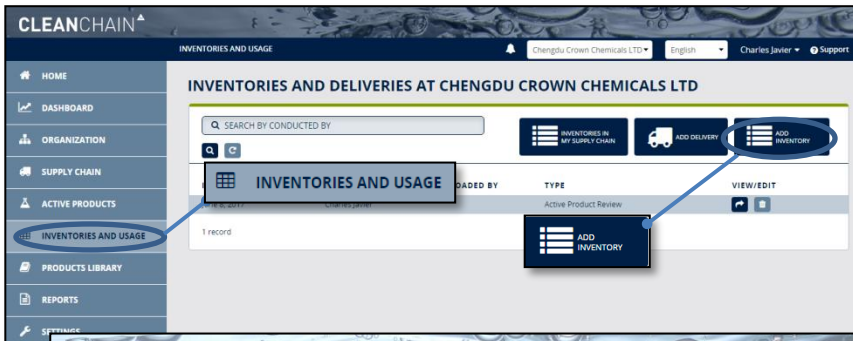 CLEANCHAIN
INVENTORIES AND USAGE
Chengdu Crown Chemicals LTD
English
Charles Javier
Support
HOME
DASHBOARD
ORGANIZATION
SUPPLY CHAIN
ACTIVE PRODUCTS
INVENTORIES AND USAGE
PRODUCTS LIBRARY
REPORTS
SETTINGS
INVENTORIES AND DELIVERIES AT CHENGDU CROWN CHEMICALS LTD
SEARCH BY CONDUCTED BY
INVENTORIES IN
MY SUPPLY CHAIN
ADD DELIVERY
ADD
INVENTORY
INVENTORIES AND USAGE
BY
TYPE
VIEW/EDIT
2017
Charles Javier
Active Product Review
1 record
ADD
INVENTORY